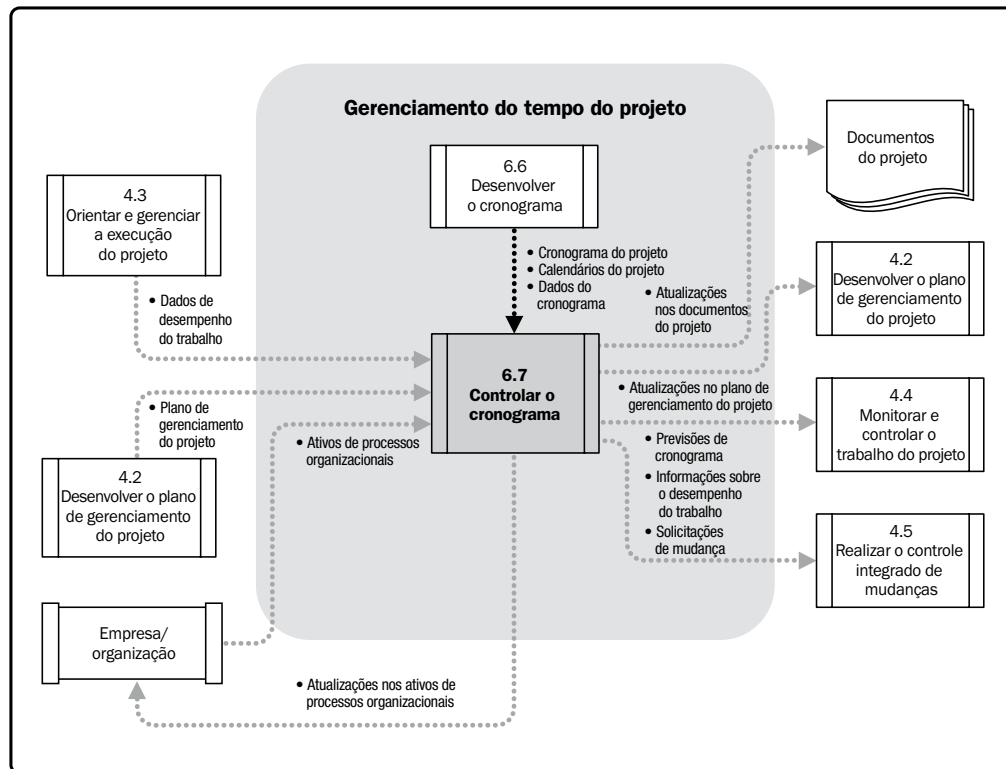 Gerenciamento do tempo do projeto
Documentos
do projeto
6.6
Desenvolver
o cronograma
4.3
Orientar e gerenciar
a execução
do projeto
• Cronograma do projeto
• Calendários do projeto
• Dados do
cronograma
4.2
Desenvolver o plano
de gerenciamento
do projeto
• Dados de
desempenho
do trabalho
• Atualizações
nos documentos
do projeto
6.7
Controlar o
cronograma
• Atualizações no plano de
gerenciamento do projeto
4.4
Monitorar e
controlar o
trabalho do projeto
• Plano de
gerenciamento
do projeto
• Ativos de processos
organizacionais
• Previsões de
cronograma
• Informações sobre
o desempenho
do trabalho
• Solicitações
de mudança
4.2
Desenvolver o plano
de gerenciamento
do projeto
4.5
Realizar o controle
integrado de
mudanças
Empresa/
organização
• Atualizações nos ativos de
processos organizacionais